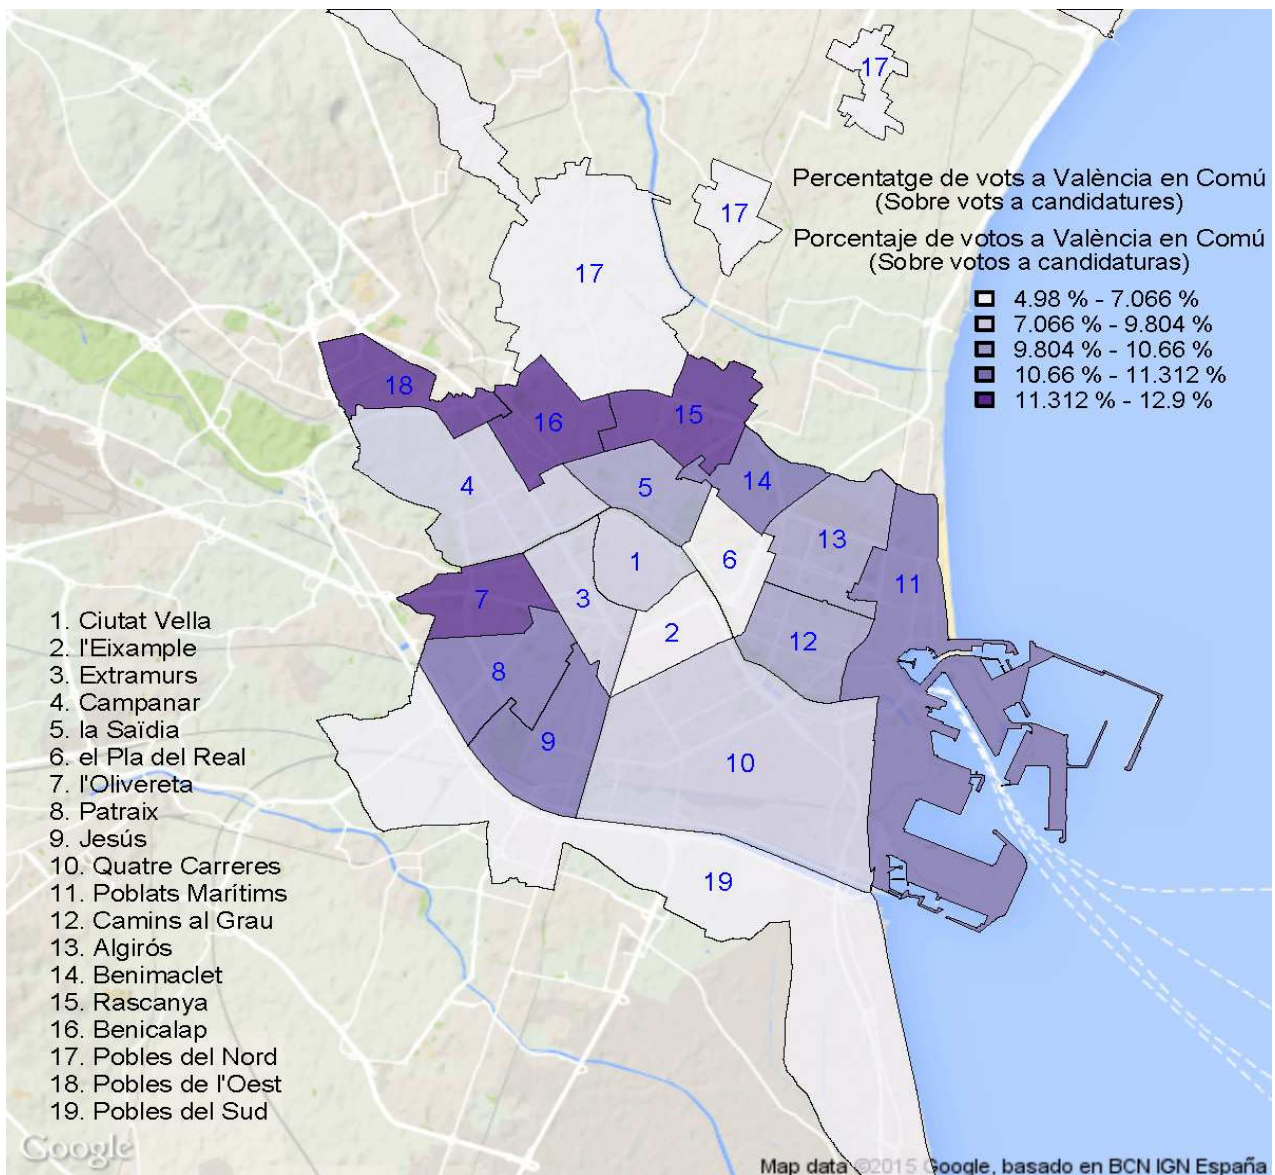 17
17
Percentatge de vots a València en Comú
(Sobre vots a candidatures)
17
Porcentaje de votos a València en Comú
(Sobre votos a candidaturas)
4.98 % - 7.066 %
7.066 % - 9.804 %
9.804 % - 10.66 %
10.66 % - 11.312 %
11.312 % - 12.9 %
18
16
15
4
5
14
13
1
6
11
7
3
2
12
8
9
10
19
1. Ciutat Vella
2. l'Eixample
3. Extramurs
4. Campanar
5. la Saïdia
6. el Pla del Real
7. l'Olivereta
8. Patraix
9. Jesús
10. Quatre Carreres
11. Poblats Marítims
12. Camins al Grau
13. Algirós
14. Benimaclet
15. Rascanya
16. Benicalap
17. Pobles del Nord
18. Pobles de l'Oest
19. Pobles del Sud
Google
Map data ©2015 Google, basado en BCN IGN España